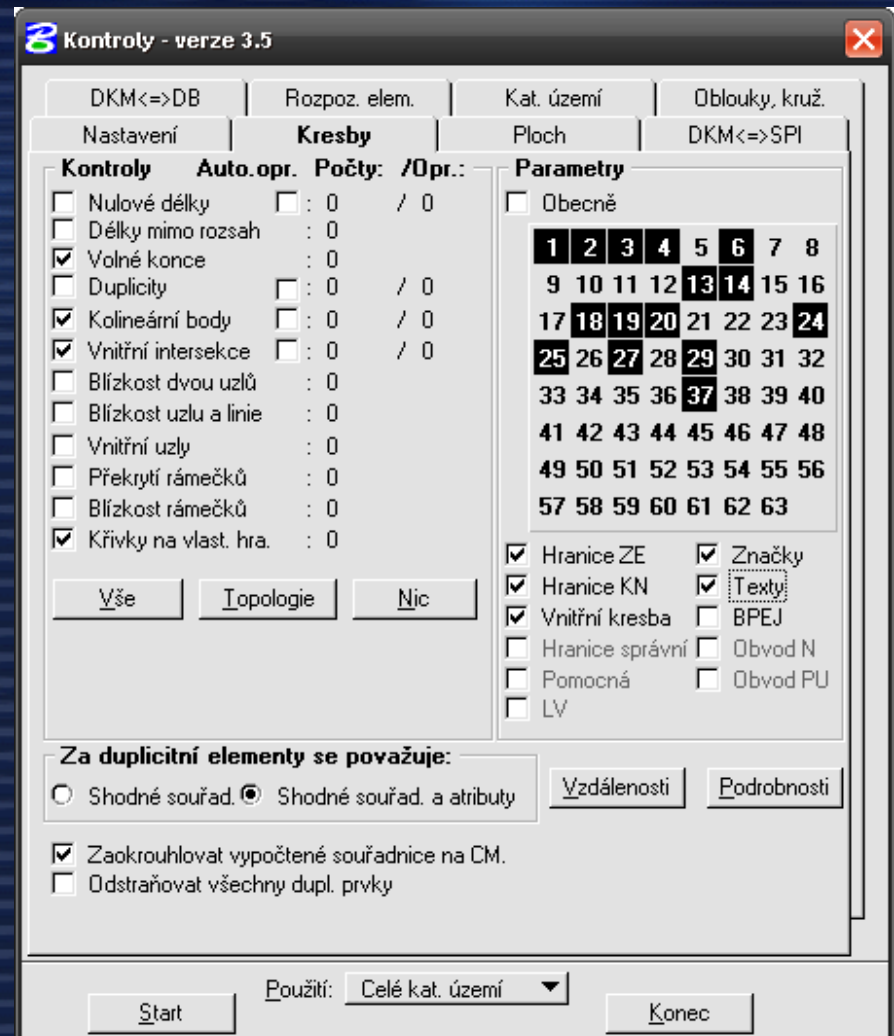 Kontroly - verze 3.5
DKM<=>DB Rozpoz. elem. Kat. území Oblouky, kruž.
Nastavení Kresby Ploch DKM<=>SPI
Kontroly Auto.opr. Počty: /Opr.:
Nulové délky : 0 / 0
Délky mimo rozsah : 0
Volné konce : 0
Duplicity : 0 / 0
Kolineární body : 0 / 0
Vnitřní intersekce : 0 / 0
Blízkost dvou uzlů : 0
Blízkost uzlu a linie : 0
Vnitřní uzly : 0
Překrytí rámečků : 0
Blízkost rámečků : 0
Křivky na vlast. hra. : 0
Vše Topologie Nic
Parametry
Obecně
1 2 3 4 5 6 7 8
9 10 11 12 13 14 15 16
17 18 19 20 21 22 23 24
25 26 27 28 29 30 31 32
33 34 35 36 37 38 39 40
41 42 43 44 45 46 47 48
49 50 51 52 53 54 55 56
57 58 59 60 61 62 63
Hranice ZE Značky
Hranice KN Texty
Vnitřní kresba BPEJ
Hranice správní Obvod N
Pomocná Obvod PU
LV
Za duplicitní elementy se považuje:
Shodné souřad. Shodné souřad. a atributy
Vzdálenosti Podrobnosti
Zaokrouhlovat vypočtené souřadnice na CM.
Odstraňovat všechny dupl. prvky
Start Použití: Celé kat. území Konec